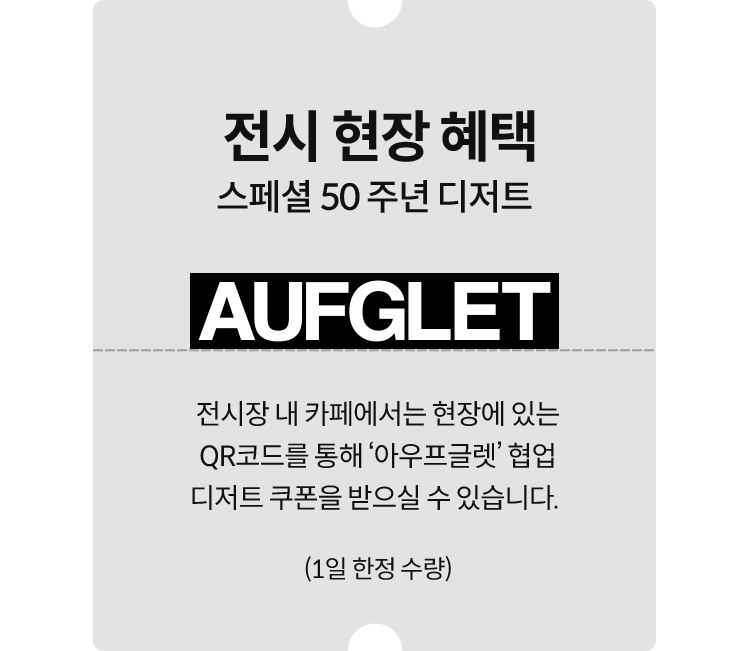 전시 현장 혜택
스페셜 50 주년 디저트
AUFGLET
전시장 내 카페에서는 현장에 있는
QR코드를 통해 ‘아우프글렛’ 협업
디저트 쿠폰을 받으실 수 있습니다.
(1일 한정 수량)